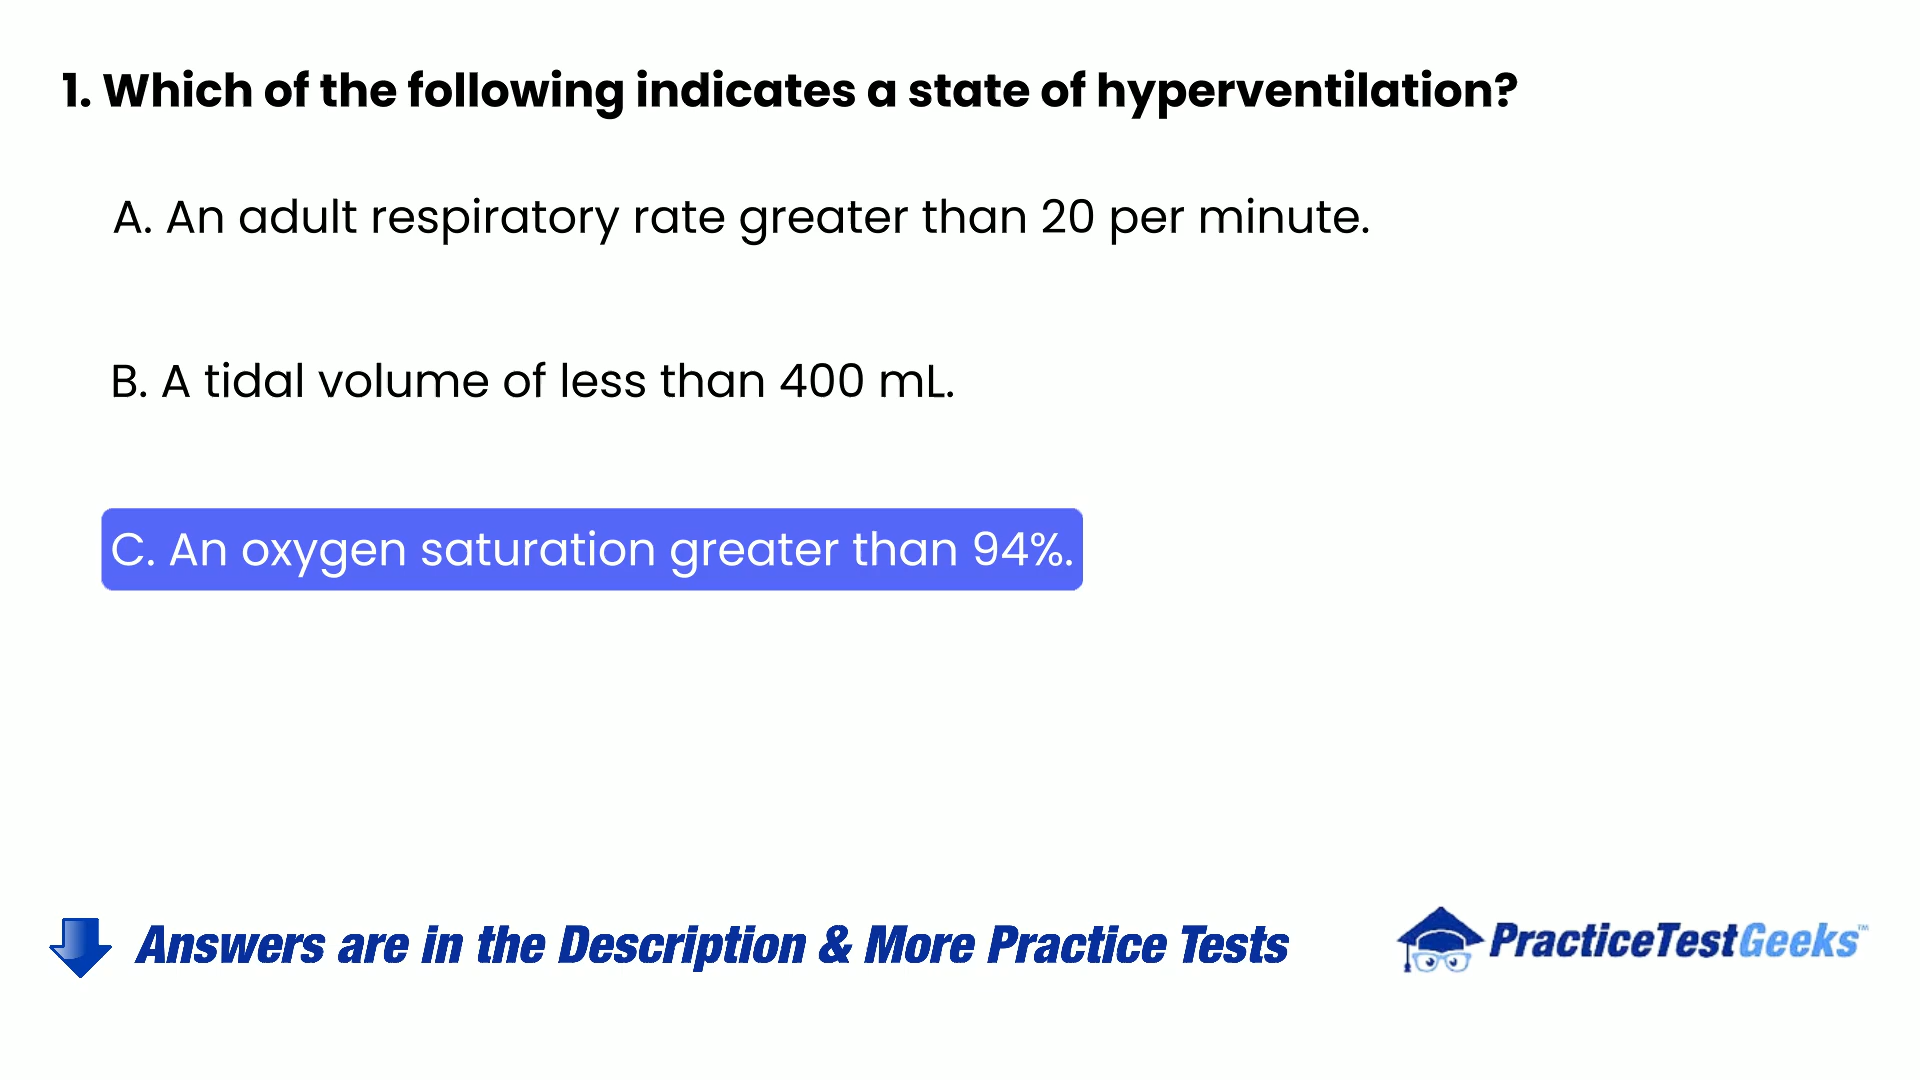 1. Which of the following indicates a state of hyperventilation?
A. An adult respiratory rate greater than 20 per minute.
B. A tidal volume of less than 400 mL.
C. An oxygen saturation greater than 94%.
Answers are in the Description & More Practice Tests
PracticeTestGeeks™